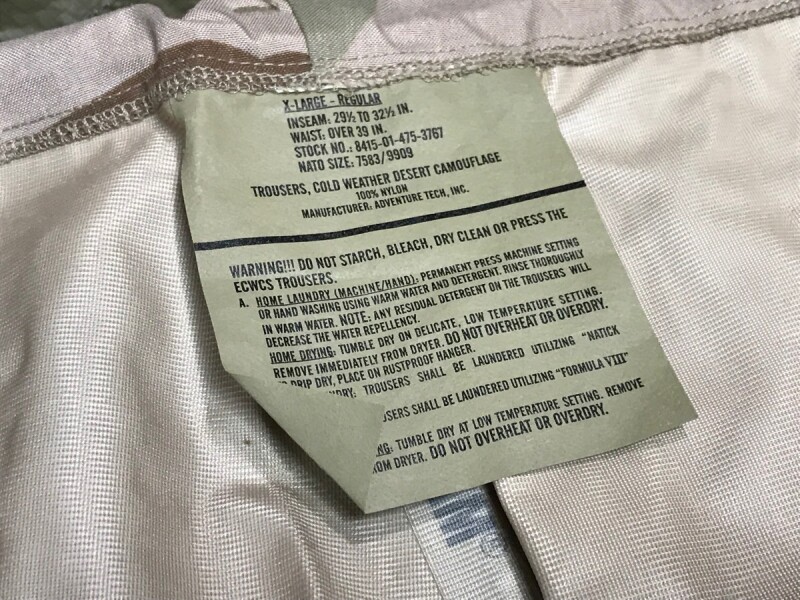 X-LARGE - REGULAR
INSEAM: 29½ TO 32½ IN.
WAIST: OVER 39 IN.
STOCK NO.: 8415-01-475-3767
NATO SIZE: 7583/9909
TROUSERS, COLD WEATHER DESERT CAMOUFLAGE
100% NYLON
MANUFACTURER: ADVENTURE TECH, INC.
WARNING!!! DO NOT STARCH, BLEACH, DRY CLEAN OR PRESS THE
ECWCS TROUSERS.
A. HOME LAUNDRY (MACHINE/HAND): PERMANENT PRESS MACHINE SETTING
OR HAND WASHING USING WARM WATER AND DETERGENT. RINSE THOROUGHLY
IN WARM WATER. NOTE: ANY RESIDUAL DETERGENT ON THE TROUSERS WILL
DECREASE THE WATER REPELLENCY.
HOME DRYING: TUMBLE DRY ON DELICATE, LOW TEMPERATURE SETTING.
REMOVE IMMEDIATELY FROM DRYER. DO NOT OVERHEAT OR OVERDRY.
DRIP DRY, PLACE ON RUSTPROOF HANGER.
TROUSERS SHALL BE LAUNDERED UTILIZING "NATICK
USERS SHALL BE LAUNDERED UTILIZING "FORMULA VIII"
NG: TUMBLE DRY AT LOW TEMPERATURE SETTING. REMOVE
OM DRYER. DO NOT OVERHEAT OR OVERDRY.